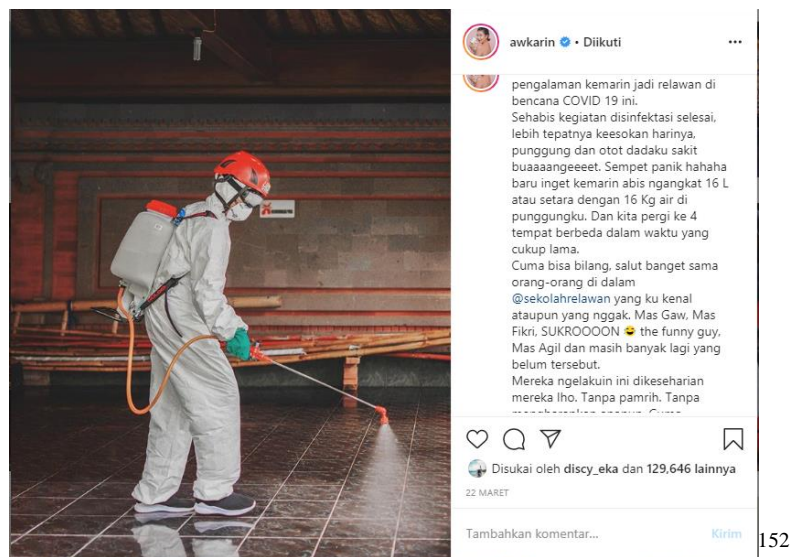 awkarin • Diikuti
pengalaman kemarin jadi relawan di
bencana COVID 19 ini.
Sehabis kegiatan disinfektasi selesai,
lebih tepatnya keesokan harinya,
punggung dan otot dadaku sakit
buaaaangeeeet. Sempet panik hahaha
baru inget kemarin abis ngangkat 16 L
atau setara dengan 16 Kg air di
punggungku. Dan kita pergi ke 4
tempat berbeda dalam waktu yang
cukup lama.
Cuma bisa bilang, salut banget sama
orang-orang di dalam
@sekolahrelawan yang ku kenal
ataupun yang nggak. Mas Gaw, Mas
Fikri, SUKROOOON 😂 the funny guy,
Mas Agil dan masih banyak lagi yang
belum tersebut.
Mereka ngelakuin ini dikeseharian
mereka lho. Tanpa pamrih. Tanpa
Disukai oleh discy_eka dan 129,646 lainnya
22 MARET
Tambahkan komentar... Kirim
152